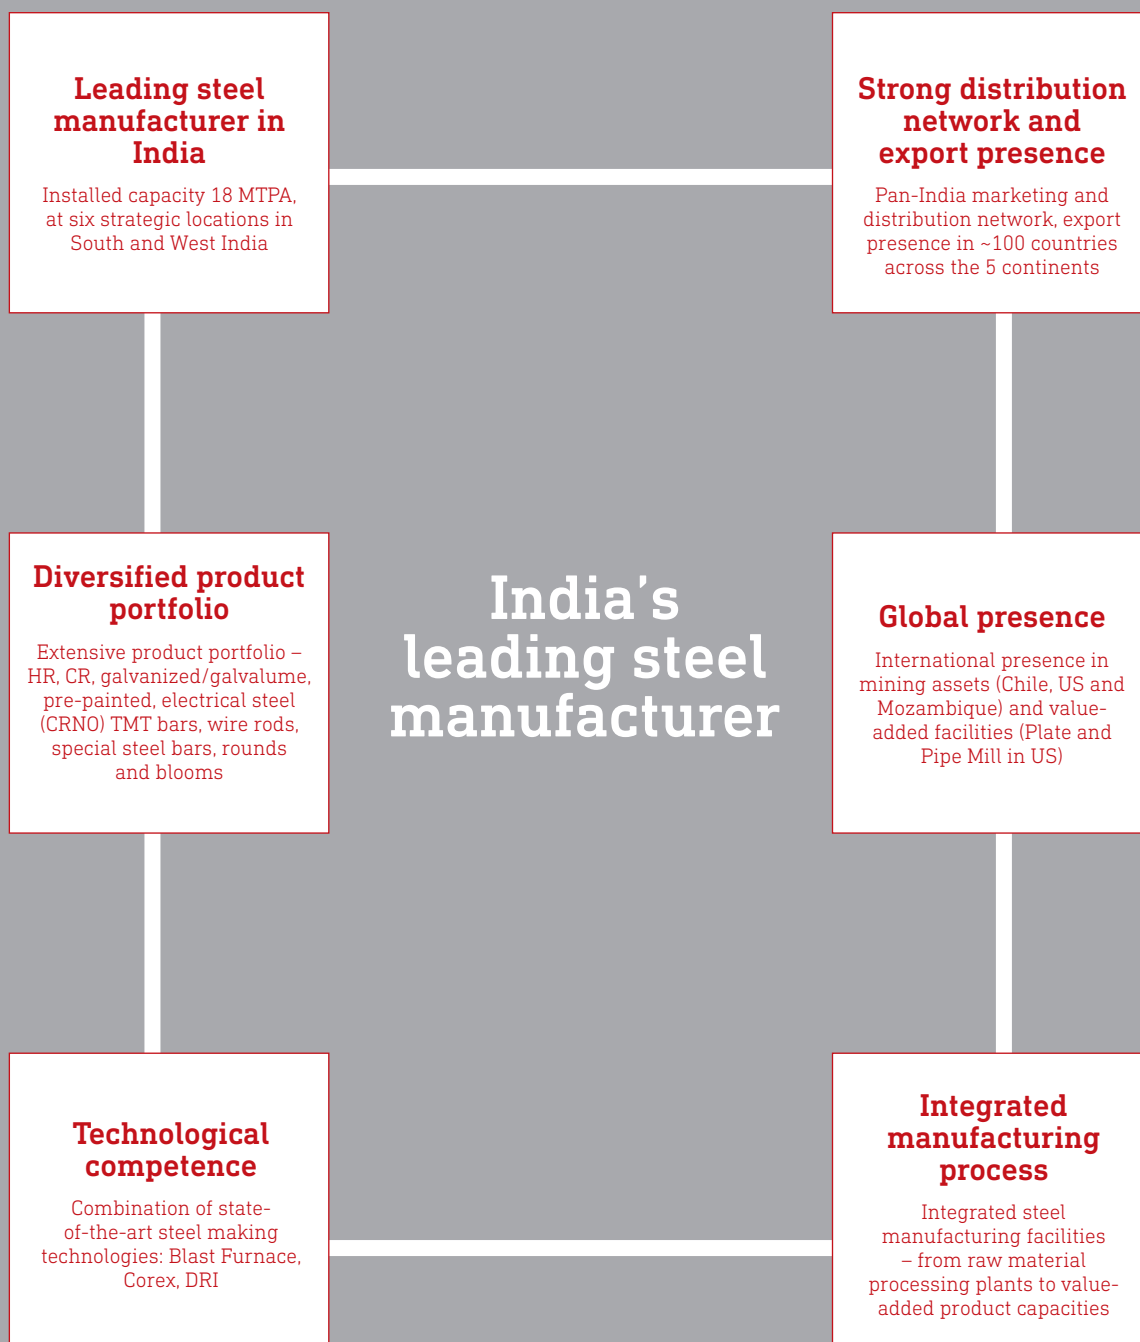 Leading steel
manufacturer in
India
Installed capacity 18 MTPA,
at six strategic locations in
South and West India
Strong distribution
network and
export presence
Pan-India marketing and
distribution network, export
presence in ~100 countries
across the 5 continents
Diversified product
portfolio
Extensive product portfolio –
HR, CR, galvanized/galvalume,
pre-painted, electrical steel
(CRNO) TMT bars, wire rods,
special steel bars, rounds
and blooms
India's
leading steel
manufacturer
Global presence
International presence in
mining assets (Chile, US and
Mozambique) and value-
added facilities (Plate and
Pipe Mill in US)
Technological
competence
Combination of state-
of-the-art steel making
technologies: Blast Furnace,
Corex, DRI
Integrated
manufacturing
process
Integrated steel
manufacturing facilities
– from raw material
processing plants to value-
added product capacities